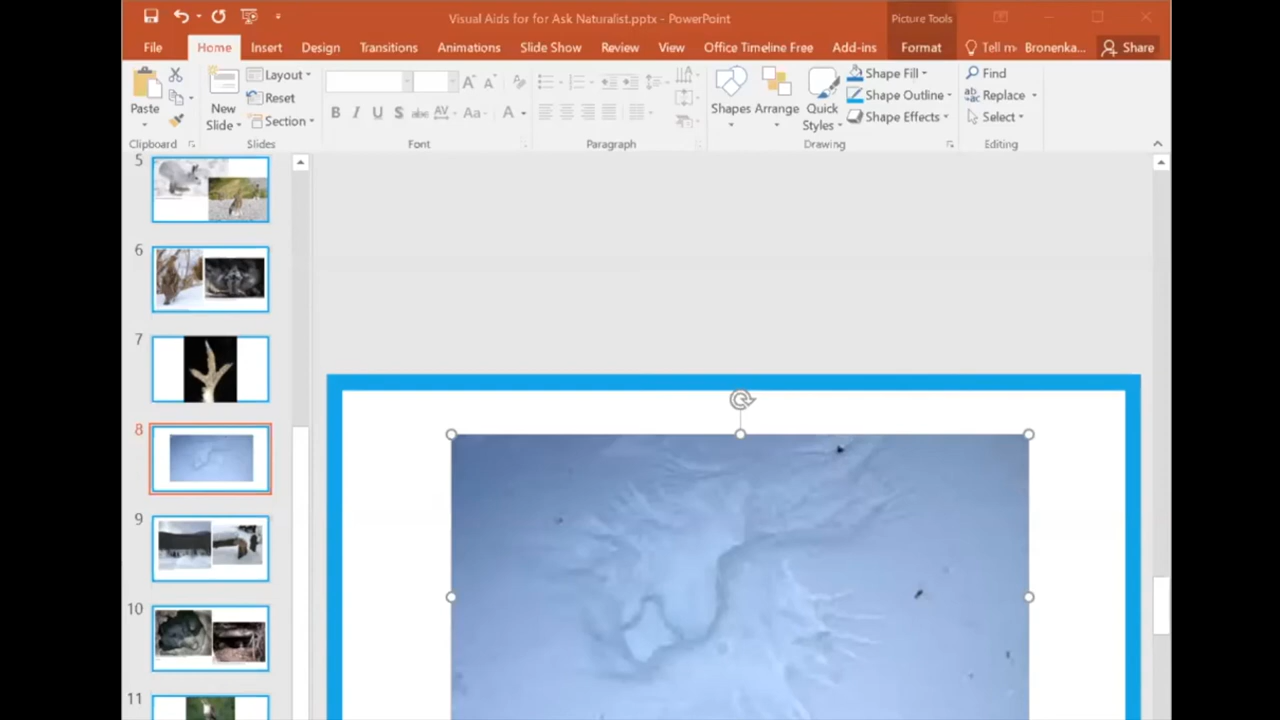 Visual Aids for for Ask Naturalist.pptx - PowerPoint
Picture Tools
File Home Insert Design Transitions Animations Slide Show Review View Office Timeline Free Add-ins Format Tell m Bronenka... Share
Paste
New Slide
Layout
Reset
Section
B I U S abc AV Aa A
Shapes
Arrange
Quick Styles
Shape Fill
Shape Outline
Shape Effects
Find
Replace
Select
Clipboard Slides Font Paragraph Drawing Editing
5
6
7
8
9
10
11